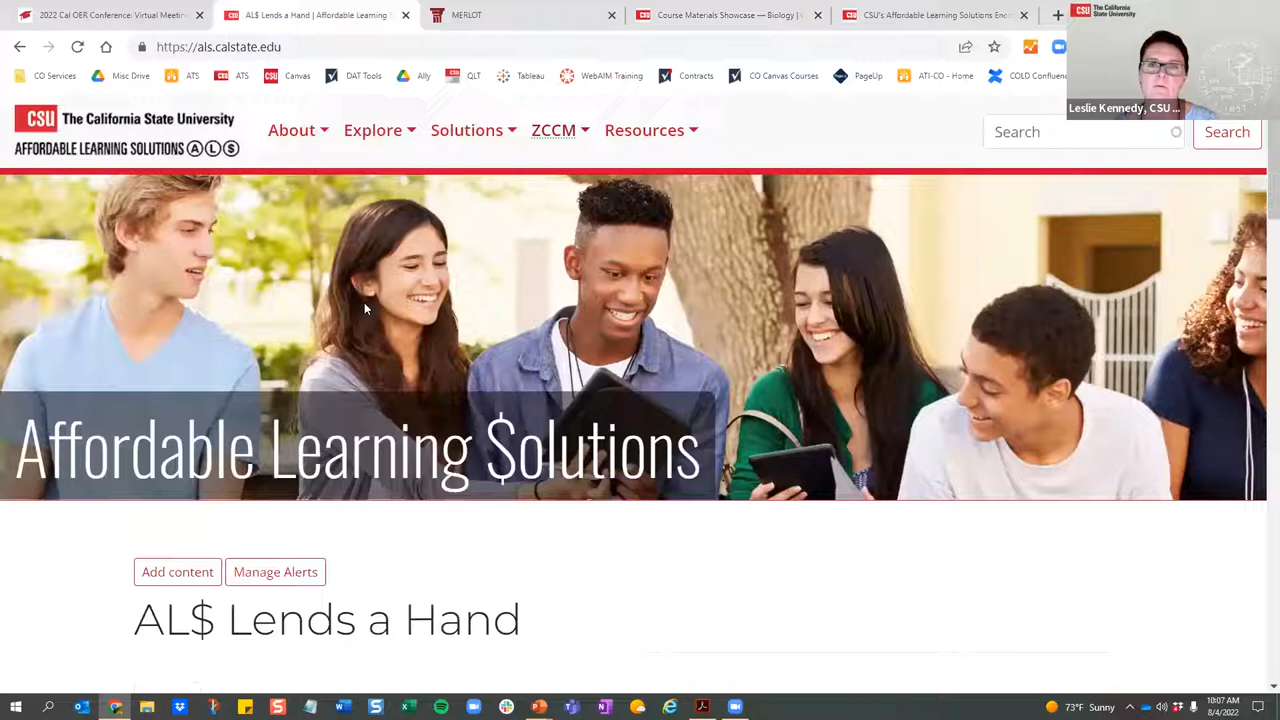 2022 Cal OER Conference: Virtual Meetin
AL$ Lends a Hand | Affordable Learning S
MERLOT
Course Materials Showcase — Biology |
CSU's Affordable Learning Solutions Enc
CSU The California State University
https://als.calstate.edu
CO Services
Misc Drive
ATS
ATS
Canvas
DAT Tools
Ally
QLT
Tableau
WebAIM Training
Contracts
CO Canvas Courses
PageUp
ATI-CO - Home
COLD Confluen
Leslie Kennedy, CSU ...
CSU The California State University
AFFORDABLE LEARNING SOLUTIONS A L S
About
Explore
Solutions
ZCCM
Resources
Search
Search
Affordable Learning $olutions
Add content
Manage Alerts
AL$ Lends a Hand
73°F Sunny
10:07 AM
8/4/2022